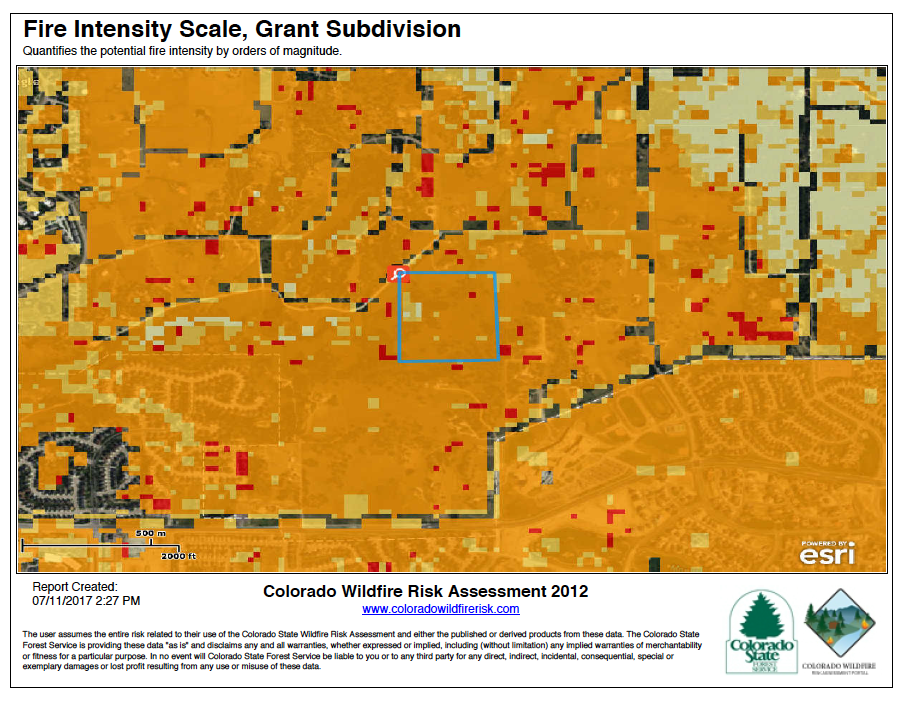 Fire Intensity Scale, Grant Subdivision
Quantifies the potential fire intensity by orders of magnitude.
500 m
2000 ft
POWERED BY
esri
Report Created:
07/11/2017 2:27 PM
Colorado Wildfire Risk Assessment 2012
www.coloradowildfirerisk.com
The user assumes the entire risk related to their use of the Colorado State Wildfire Risk Assessment and either the published or derived products from these data. The Colorado State
Forest Service is providing these data "as is" and disclaims any and all warranties, whether expressed or implied, including (without limitation) any implied warranties of merchantability
or fitness for a particular purpose. In no event will Colorado State Forest Service be liable to you or to any third party for any direct, indirect, incidental, consequential, special or
exemplary damages or lost profit resulting from any use or misuse of these data.
Colorado
State
FOREST
SERVICE
COLORADO WILDFIRE
RISK ASSESSMENT PORTAL